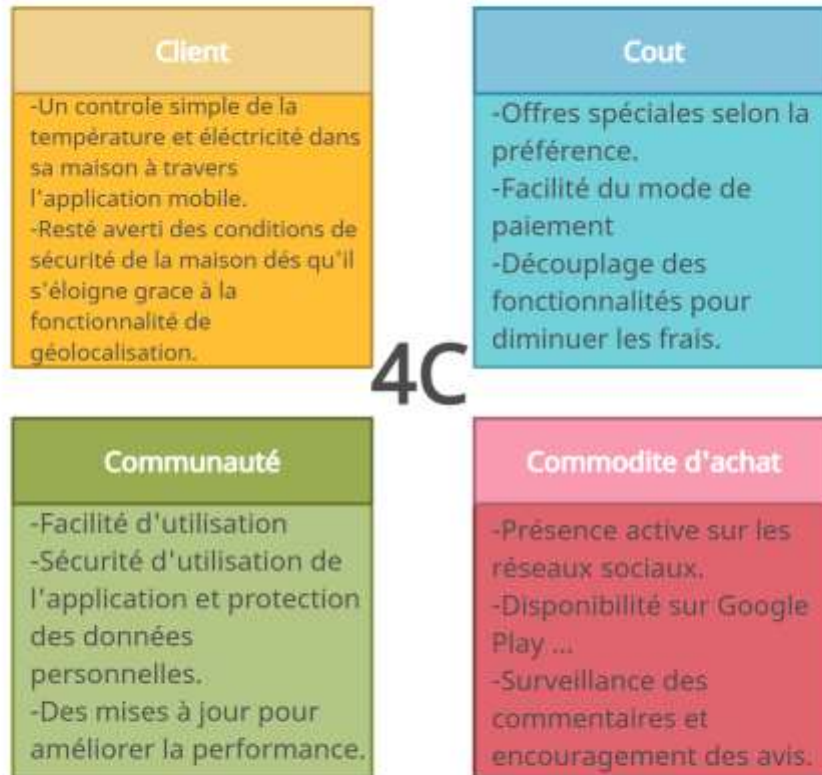 Client
-Un controle simple de la
température et éléctricité dans
sa maison à travers
l'application mobile.
-Resté averti des conditions de
sécurité de la maison dés qu'il
s'éloigne grace à la
fonctionnalité de
géolocalisation.
Cout
-Offres spéciales selon la
préférence.
-Facilité du mode de
paiement
-Découplage des
fonctionnalités pour
diminuer les frais.
4C
Communauté
-Facilité d'utilisation
-Sécurité d'utilisation de
l'application et protection
des données
personnelles.
-Des mises à jour pour
améliorer la performance.
Commodite d'achat
-Présence active sur les
réseaux sociaux.
-Disponibilité sur Google
Play ...
-Surveillance des
commentaires et
encouragement des avis.